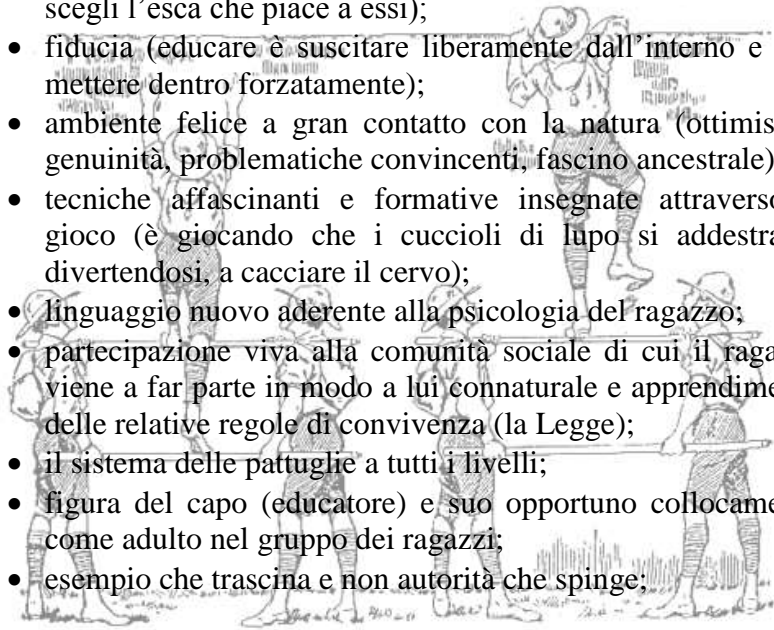 scegli l’esca che piace a essi);
• fiducia (educare è suscitare liberamente dall’interno e
mettere dentro forzatamente);
• ambiente felice a gran contatto con la natura (ottimis
genuinità, problematiche convincenti, fascino ancestrale)
• tecniche affascinanti e formative insegnate attraverso
gioco (è giocando che i cuccioli di lupo si addestra
divertendosi, a cacciare il cervo);
• linguaggio nuovo aderente alla psicologia del ragazzo;
• partecipazione viva alla comunità sociale di cui il raga
viene a far parte in modo a lui connaturale e apprendime
delle relative regole di convivenza (la Legge);
• il sistema delle pattuglie a tutti i livelli;
• figura del capo (educatore) e suo opportuno collocame
come adulto nel gruppo dei ragazzi;
• esempio che trascina e non autorità che spinge;